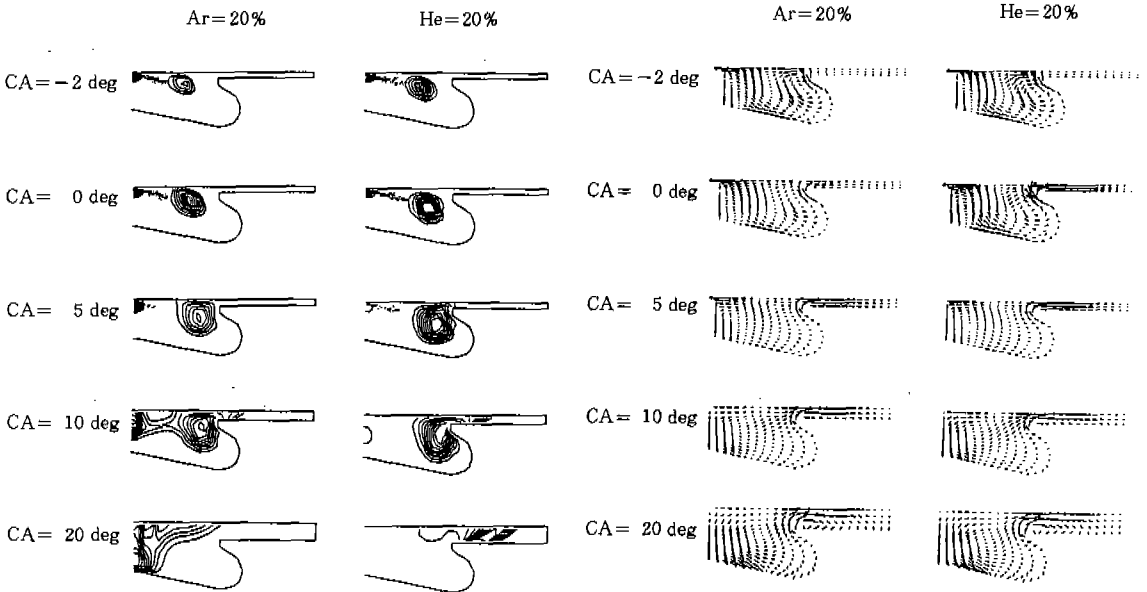 Ar=20% He=20% Ar=20% He=20%
CA=−2 deg CA=−2 deg
CA= 0 deg CA= 0 deg
CA= 5 deg CA= 5 deg
CA= 10 deg CA= 10 deg
CA= 20 deg CA= 20 deg